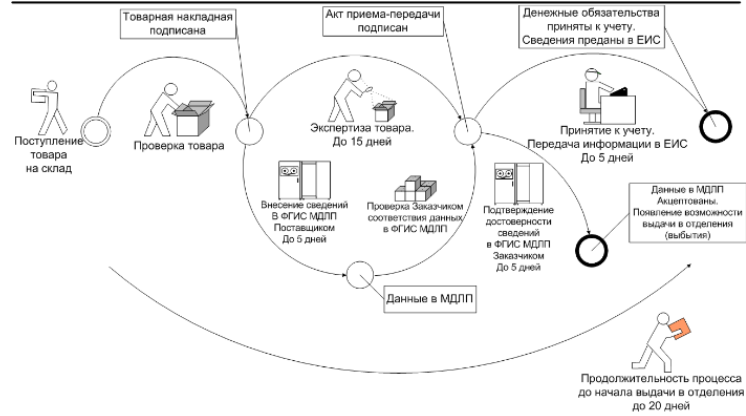 Товарная накладная
подписана
Акт приема-передачи
подписан
Денежные обязательства
приняты к учету.
Сведения преданы в ЕИС
Поступление
товара
на склад
Проверка товара
Экспертиза товара.
До 15 дней
Принятие к учету.
Передача информации в ЕИС
До 5 дней
Внесение сведений
В ФГИС МДЛП
Поставщиком
До 5 дней
Проверка Заказчиком
соответствия данных
в ФГИС МДЛП
Подтверждение
достоверности
сведений
в ФГИС МДЛП
Заказчиком
До 5 дней
Данные в МДЛП
Акцептованы.
Появление возможности
выдачи в отделения
(выбытия)
Данные в МДЛП
Продолжительность процесса
до начала выдачи в отделения
до 20 дней